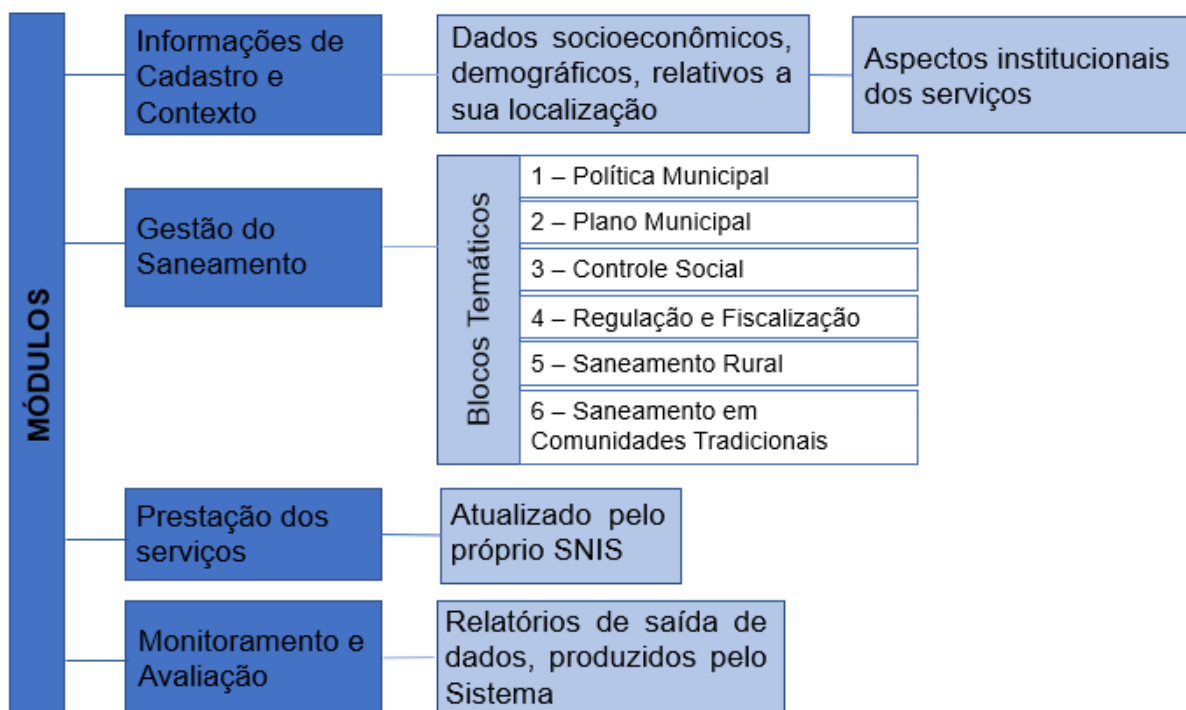 MÓDULOS
Informações de
Cadastro e
Contexto
Dados socioeconômicos,
demográficos, relativos a
sua localização
Aspectos institucionais
dos serviços
Gestão do
Saneamento
Blocos Temáticos
1 – Política Municipal
2 – Plano Municipal
3 – Controle Social
4 – Regulação e Fiscalização
5 – Saneamento Rural
6 – Saneamento em
Comunidades Tradicionais
Prestação dos
serviços
Atualizado pelo
próprio SNIS
Monitoramento e
Avaliação
Relatórios de saída de
dados, produzidos pelo
Sistema